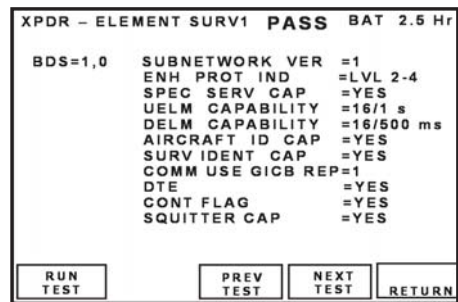 XPDR – ELEMENT SURV1 PASS BAT 2.5 Hr
BDS=1,0 SUBNETWORK VER =1
ENH PROT IND =LVL 2-4
SPEC SERV CAP =YES
UELM CAPABILITY =16/1 s
DELM CAPABILITY =16/500 ms
AIRCRAFT ID CAP =YES
SURV IDENT CAP =YES
COMM USE GICB REP=1
DTE =YES
CONT FLAG =YES
SQUITTER CAP =YES
RUN TEST PREV TEST NEXT TEST RETURN